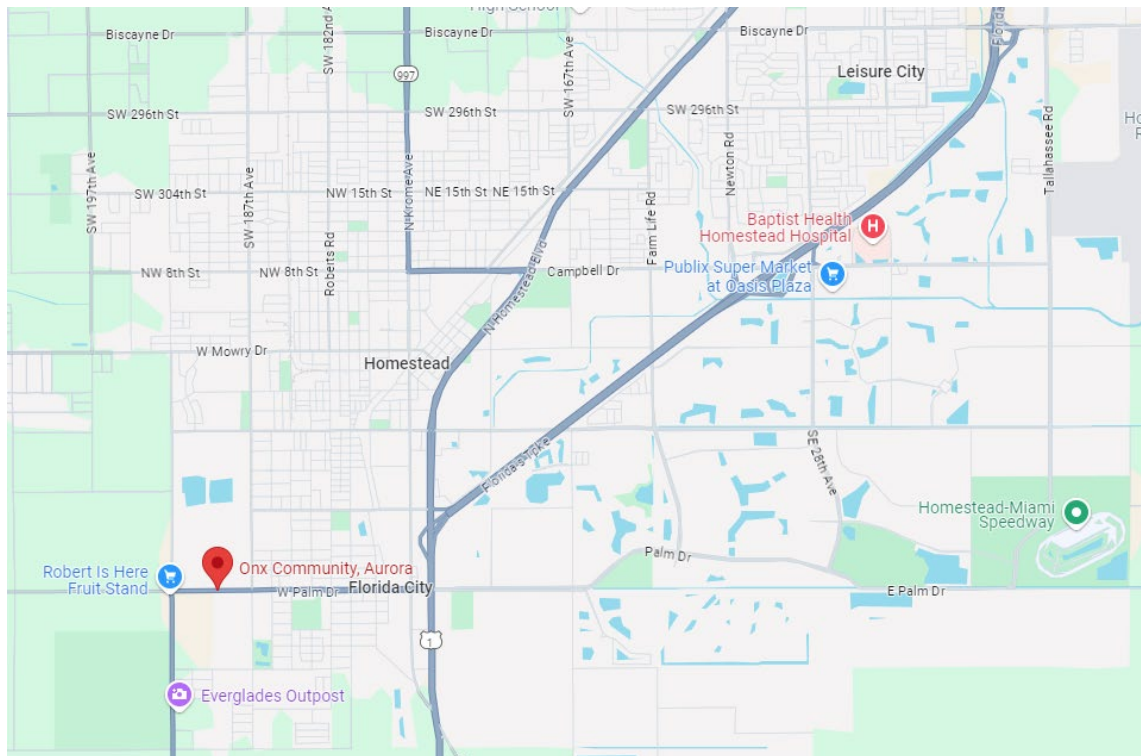 High School
Biscayne Dr
Biscayne Dr
Biscayne Dr
Florida
SW 182nd A
997
SW 167th Ave
Leisure City
SW 296th St
SW 296th St
SW 296th St
Tallahassee Rd
Newton Rd
SW 197th Ave
SW 304th St
SW 187th Ave
NW 15th St
NE 15th St
NE 15th St
N Krome Ave
Farm Life Rd
Roberts Rd
Baptist Health
Homestead Hospital
H
NW 8th St
NW 8th St
Campbell Dr
Publix Super Market
at Oasis Plaza
N Homestead Blvd
W Mowry Dr
Homestead
Florida's Tpke
SE 28th Ave
Homestead-Miami
Speedway
Palm Dr
Robert Is Here
Fruit Stand
Onx Community, Aurora
W Palm Dr
Florida City
E Palm Dr
1
Everglades Outpost